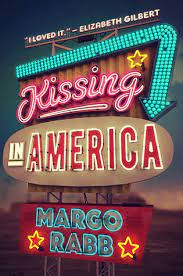 "I LOVED IT." – ELIZABETH GILBERT
Kissing
IN AMERICA
MARGO
RABB